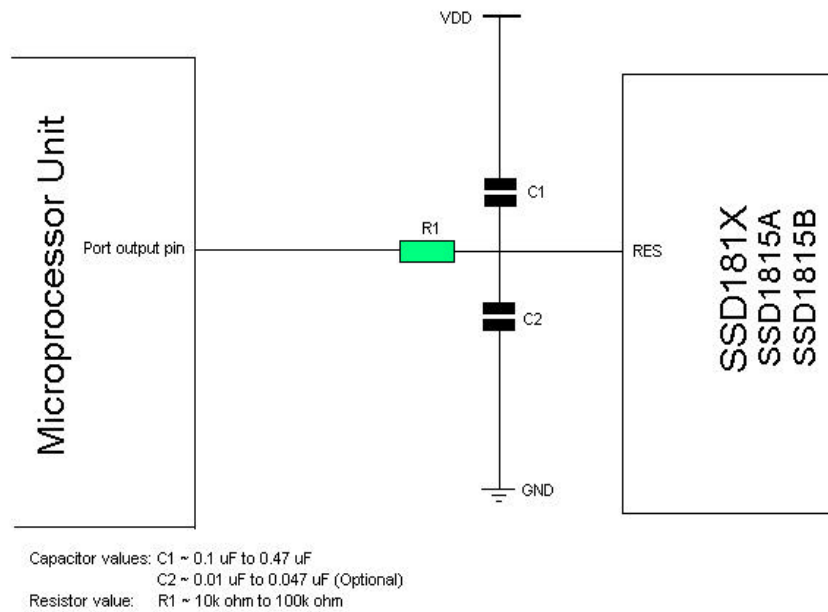 VDD
Microprocessor Unit
Port output pin
R1
C1
C2
RES
SSD181X
SSD1815A
SSD1815B
GND
Capacitor values: C1 ~ 0.1 uF to 0.47 uF
C2 ~ 0.01 uF to 0.047 uF (Optional)
Resistor value: R1 ~ 10k ohm to 100k ohm